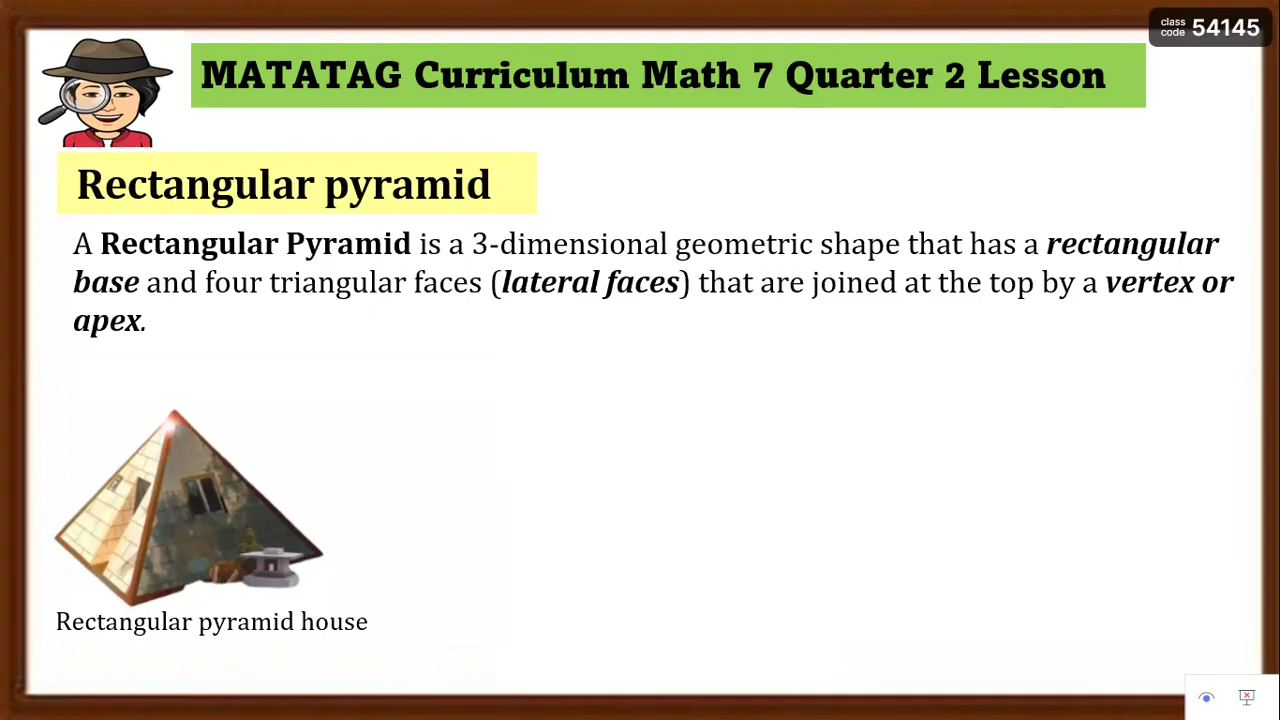 class
code 54145
MATATAG Curriculum Math 7 Quarter 2 Lesson
Rectangular pyramid
A Rectangular Pyramid is a 3-dimensional geometric shape that has a rectangular
base and four triangular faces (lateral faces) that are joined at the top by a vertex or
apex.
Rectangular pyramid house